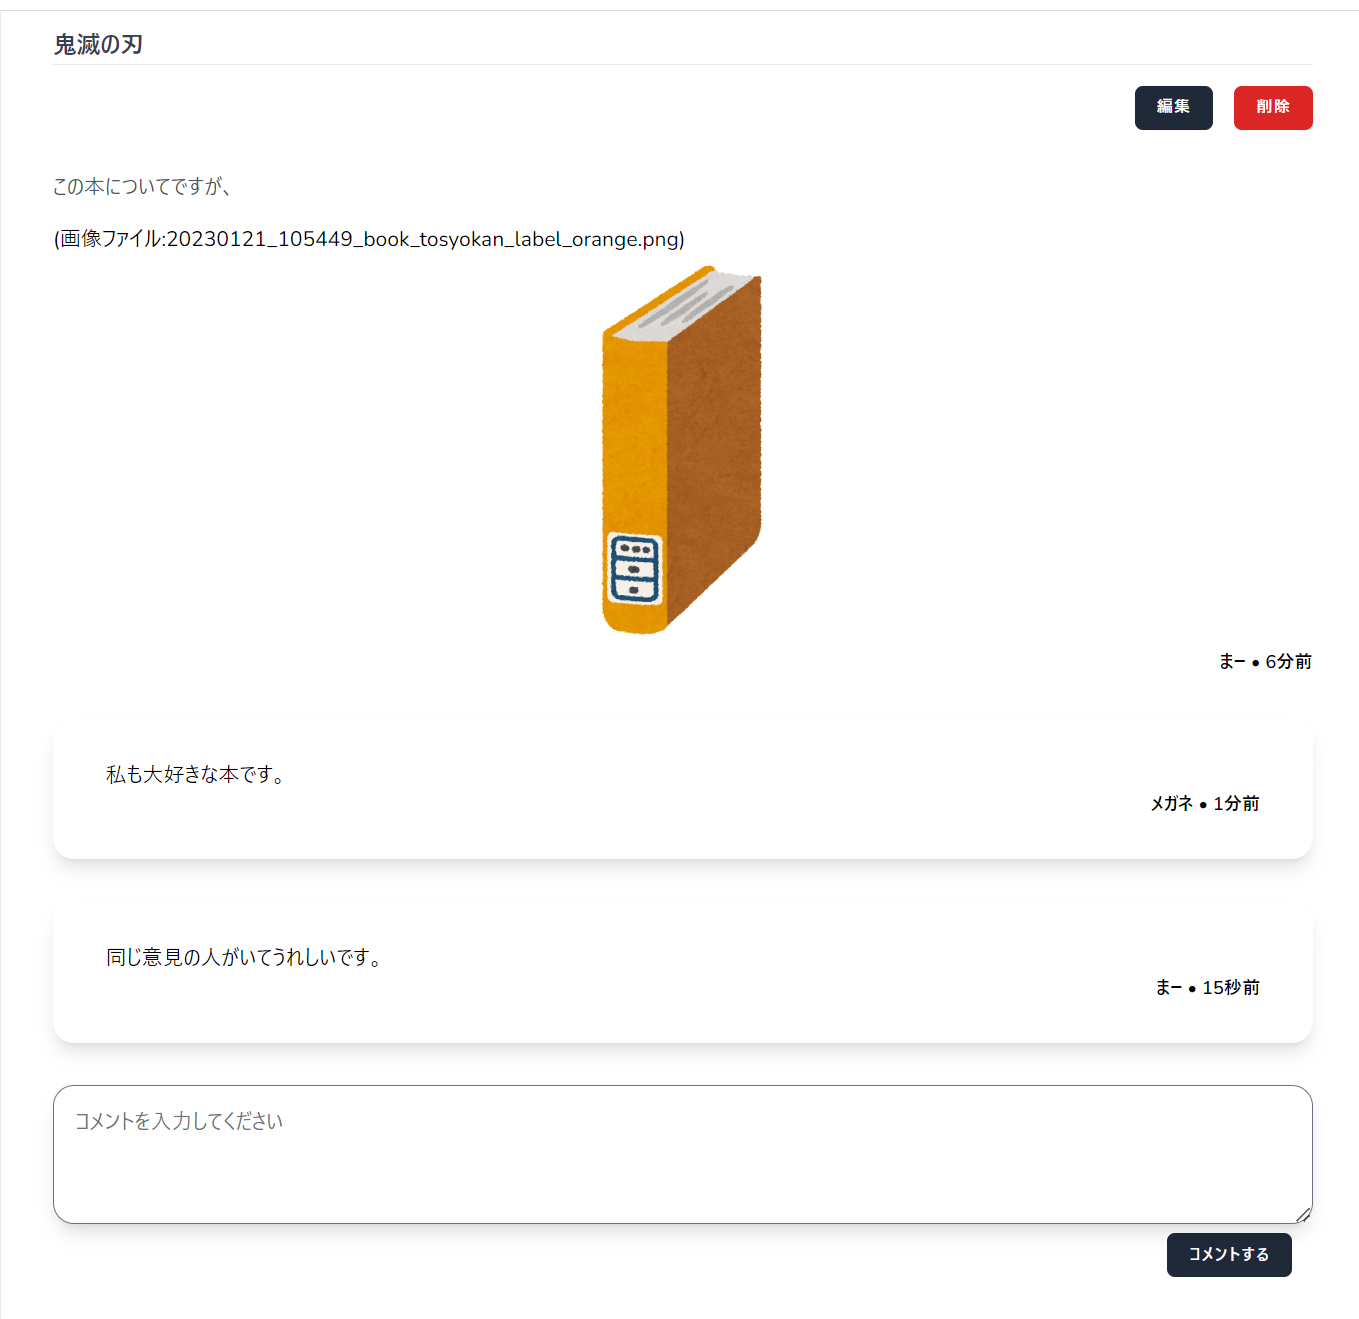 鬼滅の刃
編集
削除
この本についてですが、
(画像ファイル:20230121_105449_book_tosyokan_label_orange.png)
まー • 6分前
私も大好きな本です。
メガネ • 1分前
同じ意見の人がいてうれしいです。
まー • 15秒前
コメントを入力してください
コメントする